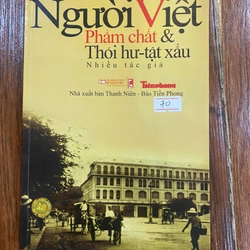 Người Việt
Phẩm chất &
Thói hư-tật xấu
Nhiều tác giả
Tiền phong
Nhà xuất bản Thanh Niên - Báo Tiền Phong
70